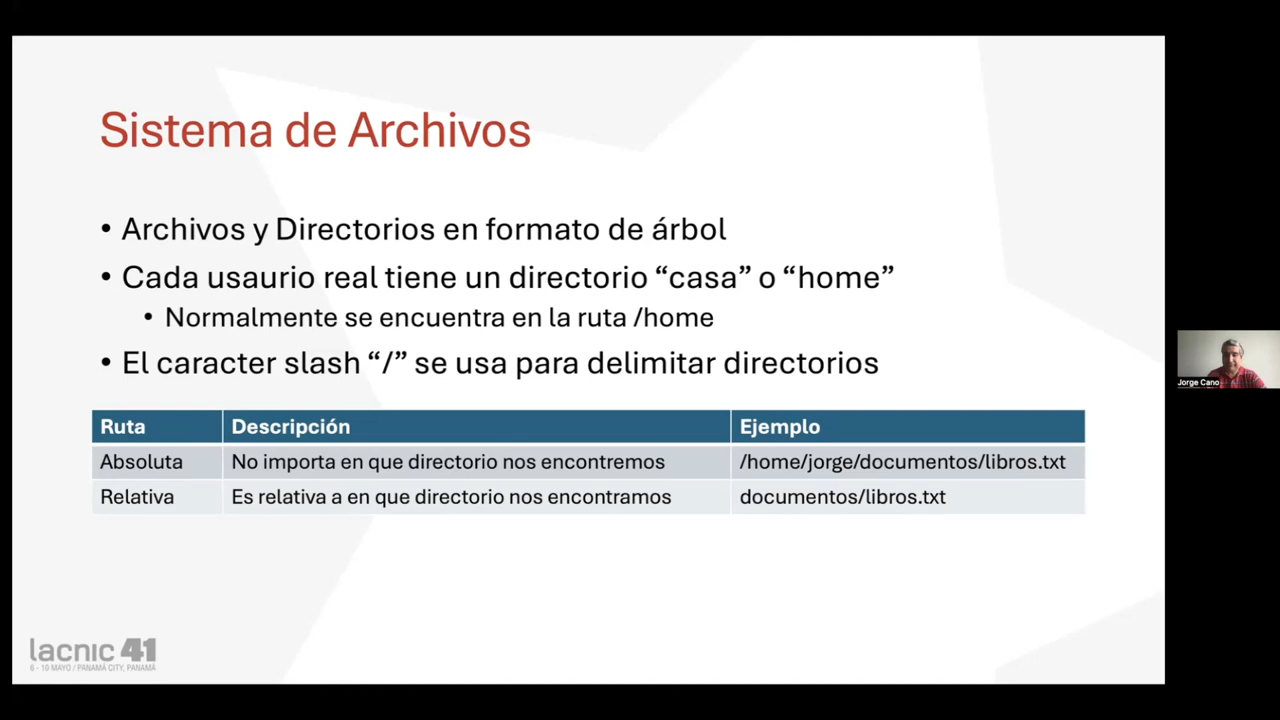 Sistema de Archivos
• Archivos y Directorios en formato de árbol
• Cada usaurio real tiene un directorio “casa” o “home”
• Normalmente se encuentra en la ruta /home
• El caracter slash “/” se usa para delimitar directorios
Ruta Descripción Ejemplo
Absoluta No importa en que directorio nos encontremos /home/jorge/documentos/libros.txt
Relativa Es relativa a en que directorio nos encontramos documentos/libros.txt
Jorge Cano
lacnic 41
6 - 10 MAYO / PANAMÁ CITY, PANAMÁ